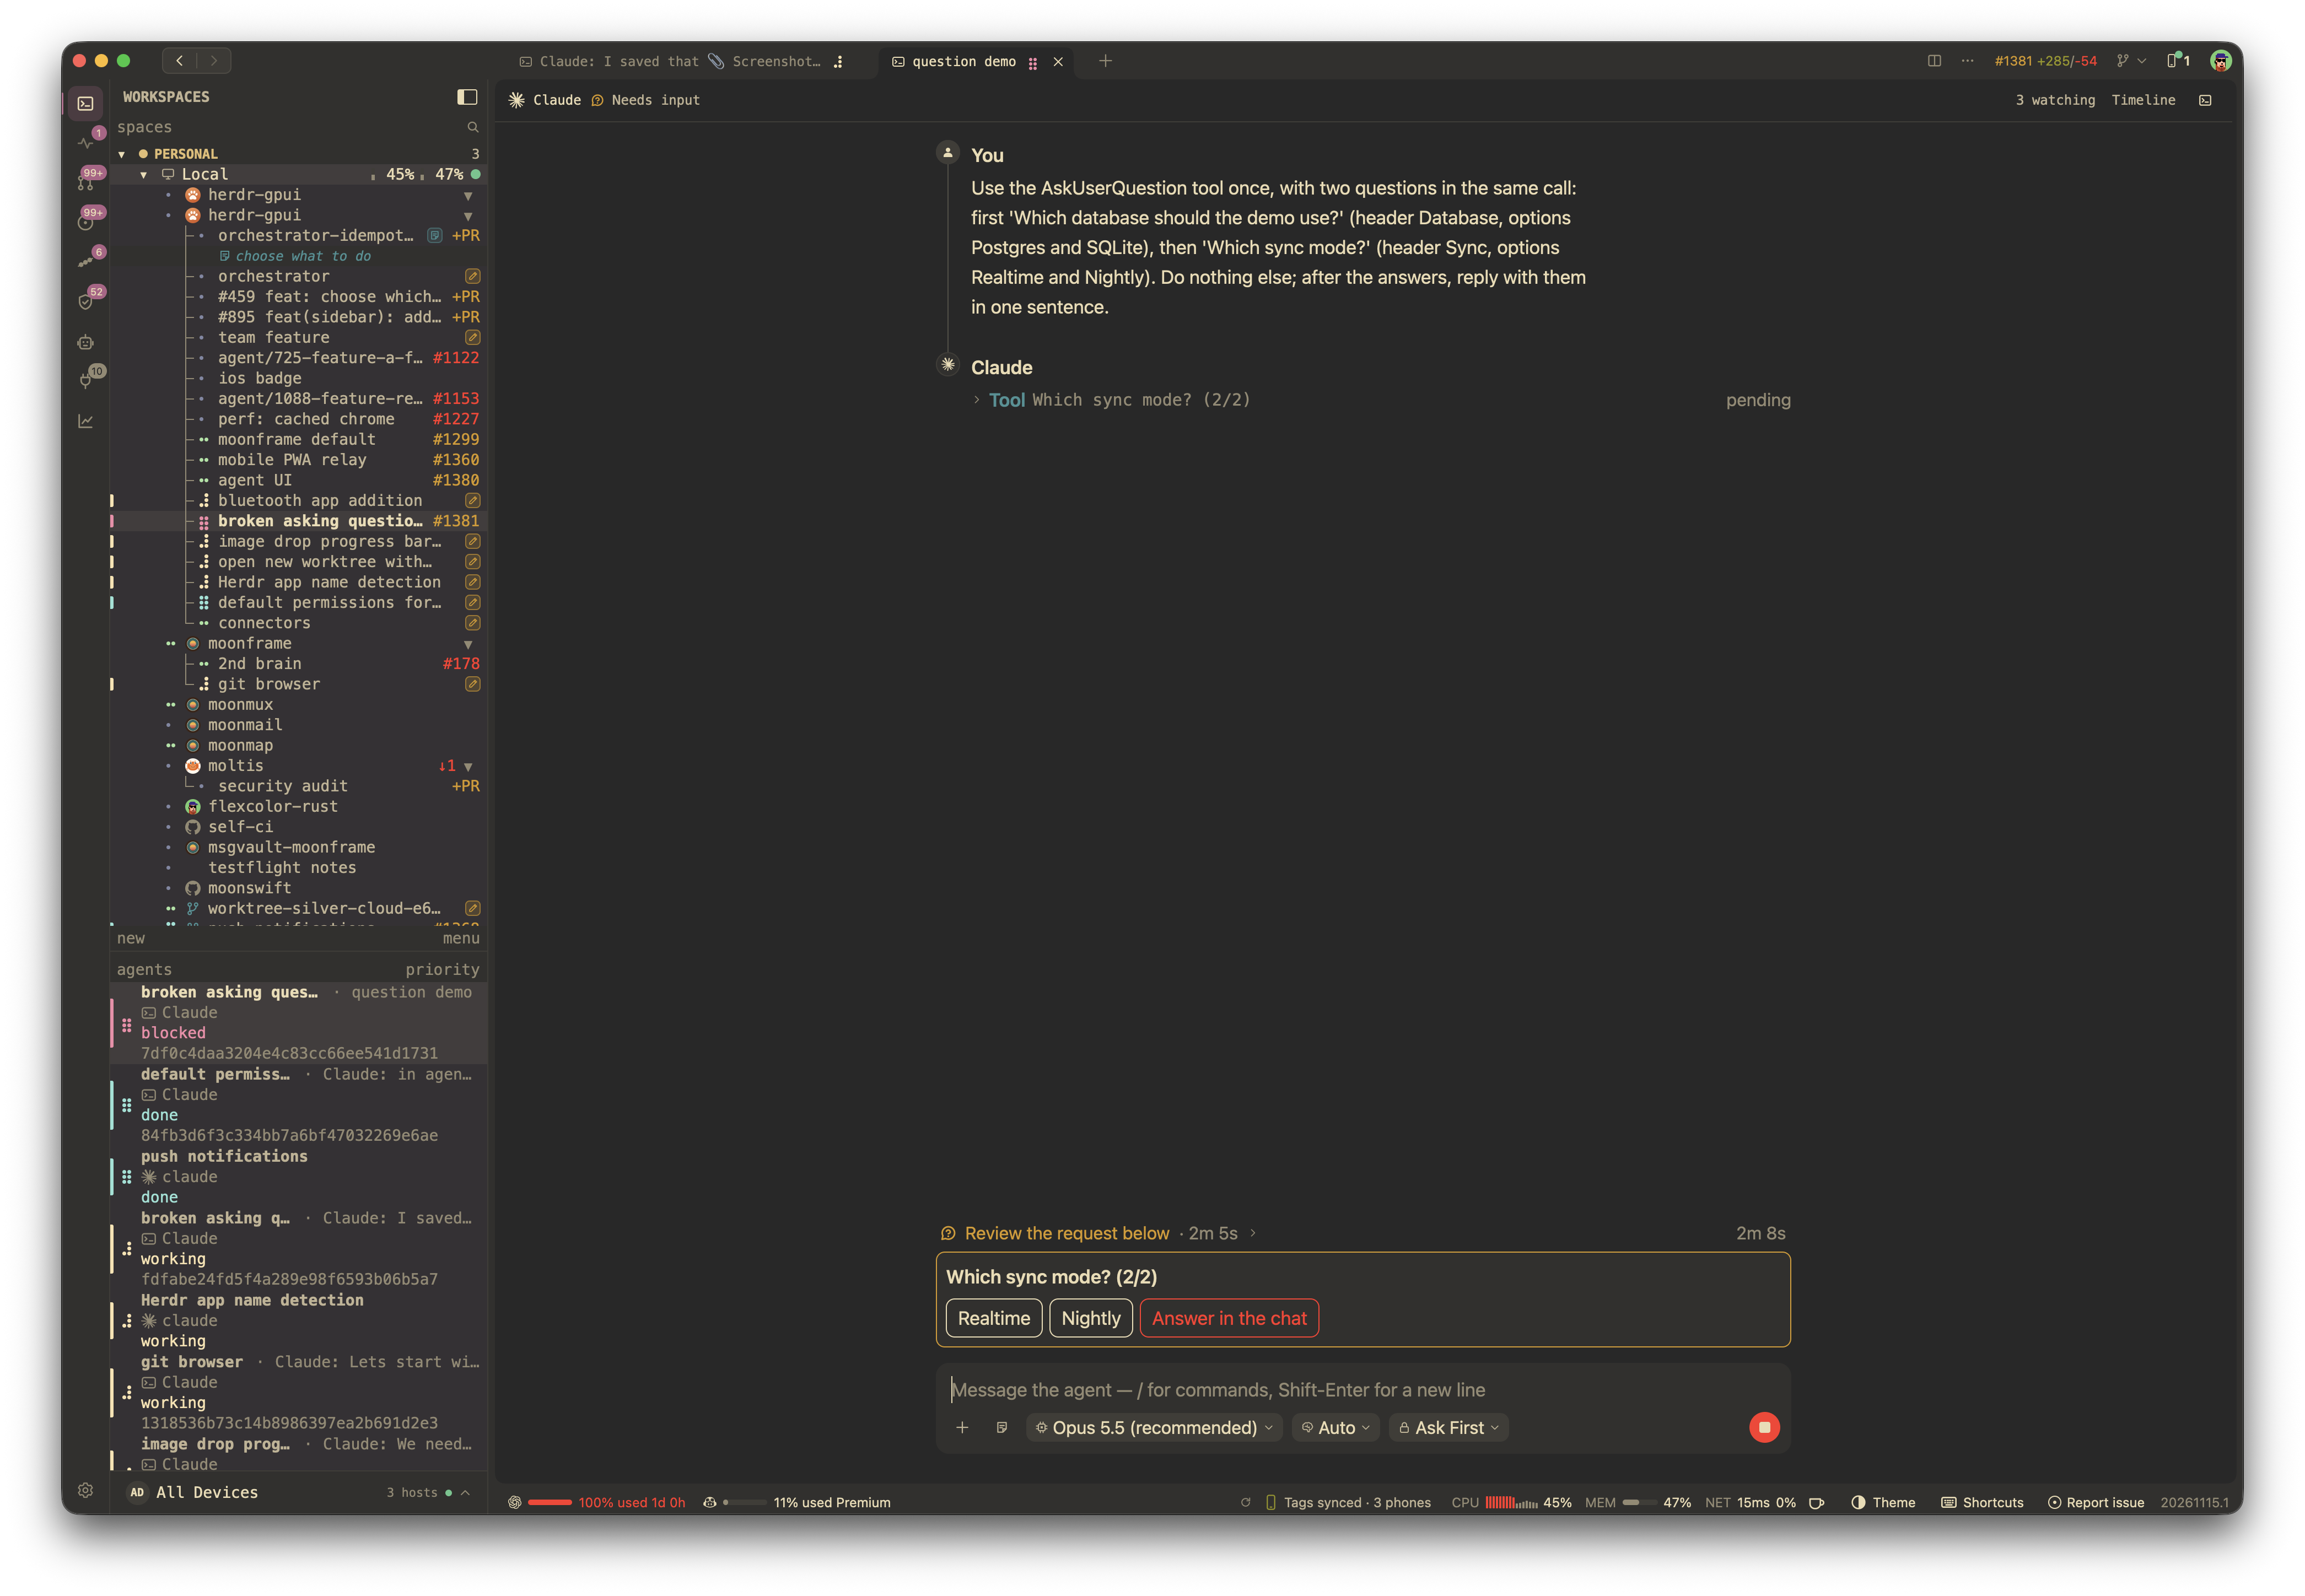 Claude: I saved that 📎 Screenshot…
question demo
#1381 +285/-54
1
WORKSPACES
spaces
PERSONAL 3
Local 45% 47%
herdr-gpui
herdr-gpui
orchestrator-idempot… +PR
choose what to do
orchestrator
#459 feat: choose which… +PR
#895 feat(sidebar): add… +PR
team feature
agent/725-feature-a-f… #1122
ios badge
agent/1088-feature-re… #1153
perf: cached chrome #1227
moonframe default #1299
mobile PWA relay #1360
agent UI #1380
bluetooth app addition
broken asking questio… #1381
image drop progress bar…
open new worktree with…
Herdr app name detection
default permissions for…
connectors
moonframe
2nd brain #178
git browser
moonmux
moonmail
moonmap
moltis ↓1
security audit +PR
flexcolor-rust
self-ci
msgvault-moonframe
testflight notes
moonswift
worktree-silver-cloud-e6…
new menu
1
99+
99+
6
52
10
agents priority
broken asking ques… · question demo
Claude
blocked
7df0c4daa3204e4c83cc66ee541d1731
default permiss… · Claude: in agen…
Claude
done
84fb3d6f3c334bb7a6bf47032269e6ae
push notifications
claude
done
broken asking q… · Claude: I saved…
Claude
working
fdfabe24fd5f4a289e98f6593b06b5a7
Herdr app name detection
claude
working
git browser · Claude: Lets start wi…
Claude
working
1318536b73c14b8986397ea2b691d2e3
image drop prog… · Claude: We need…
Claude
AD All Devices 3 hosts
Claude Needs input
3 watching Timeline
You
Use the AskUserQuestion tool once, with two questions in the same call:
first 'Which database should the demo use?' (header Database, options
Postgres and SQLite), then 'Which sync mode?' (header Sync, options
Realtime and Nightly). Do nothing else; after the answers, reply with them
in one sentence.
Claude
Tool Which sync mode? (2/2) pending
Review the request below · 2m 5s 2m 8s
Which sync mode? (2/2)
Realtime Nightly Answer in the chat
Message the agent — / for commands, Shift-Enter for a new line
Opus 5.5 (recommended) Auto Ask First
100% used 1d 0h 11% used Premium
Tags synced · 3 phones CPU 45% MEM 47% NET 15ms 0% Theme Shortcuts Report issue 20261115.1